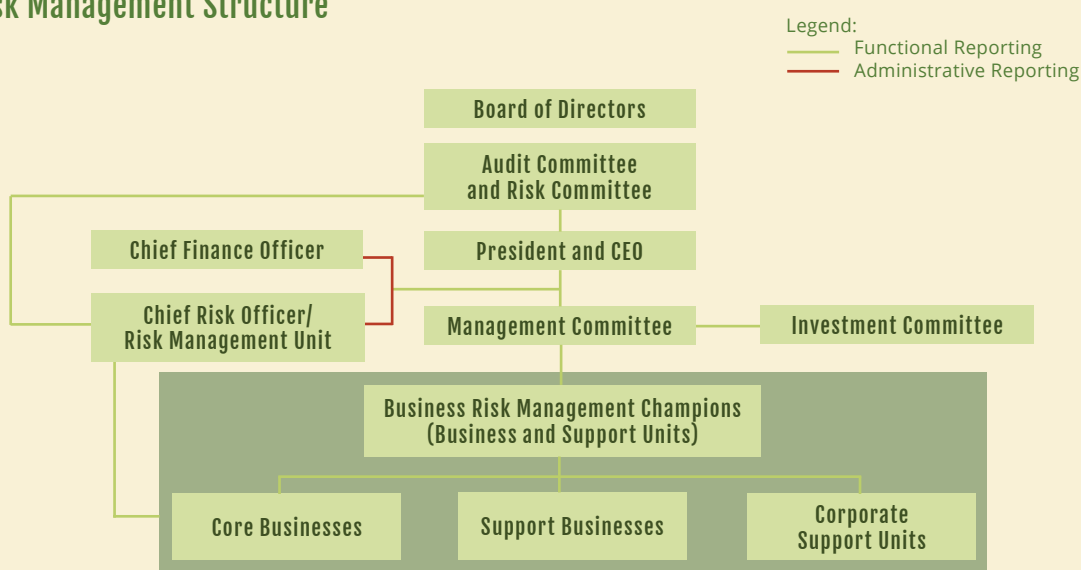 Management Structure
Legend:
Functional Reporting
Administrative Reporting
Board of Directors
Audit Committee
and Risk Committee
Chief Finance Officer
President and CEO
Chief Risk Officer/
Risk Management Unit
Management Committee
Investment Committee
Business Risk Management Champions
(Business and Support Units)
Core Businesses
Support Businesses
Corporate
Support Units